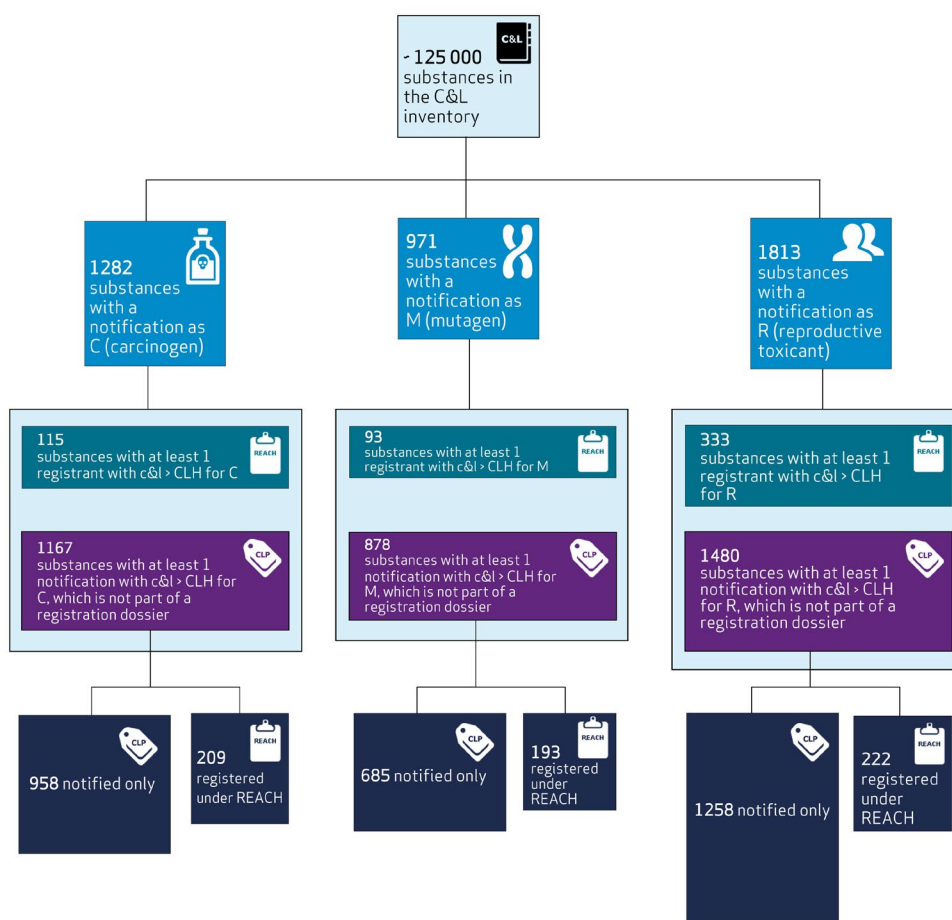 ~ 125 000
substances in
the C&L
inventory
C&L
1282
substances
with a
notification as
C (carcinogen)
971
substances
with a
notification as
M (mutagen)
1813
substances
with a
notification as
R (reproductive
toxicant)
115
substances with at least 1
registrant with c&l > CLH for C
REACH
1167
substances with at least 1
notification with c&l > CLH for
C, which is not part of a
registration dossier
CLP
93
substances with at least 1
registrant with c&l > CLH for M
REACH
878
substances with at least 1
notification with c&l > CLH for
M, which is not part of a
registration dossier
CLP
333
substances with at least 1
registrant with c&l > CLH
for R
REACH
1480
substances with at least 1
notification with c&l > CLH
for R, which is not part of a
registration dossier
CLP
CLP
958 notified only
REACH
209
registered
under REACH
CLP
685 notified only
REACH
193
registered
under
REACH
CLP
1258 notified only
REACH
222
registered
under
REACH